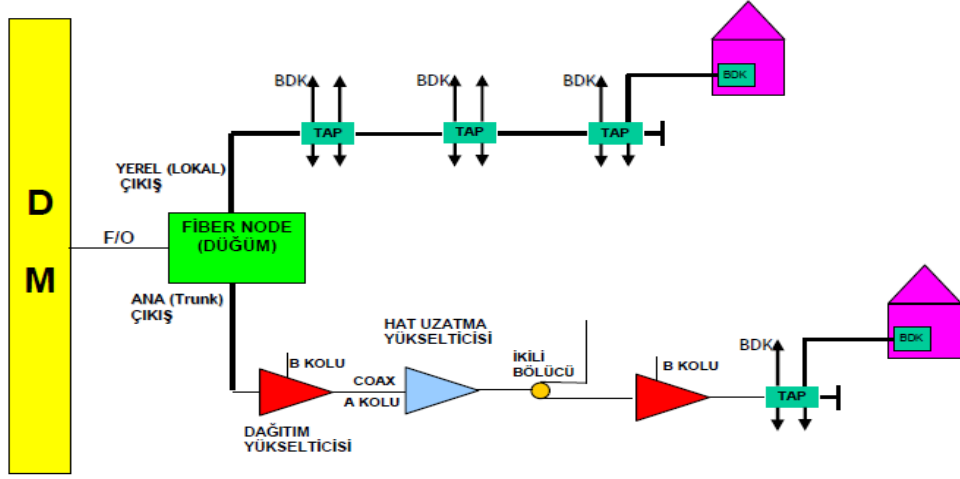 D
M
F/O
YEREL (LOKAL)
ÇIKIŞ
FİBER NODE
(DÜĞÜM)
ANA (Trunk)
ÇIKIŞ
BDK
TAP
BDK
TAP
BDK
TAP
BDK
B KOLU
DAĞITIM
YÜKSELTİCİSİ
COAX
A KOLU
HAT UZATMA
YÜKSELTİCİSİ
İKİLİ
BÖLÜCÜ
B KOLU
BDK
TAP
BDK